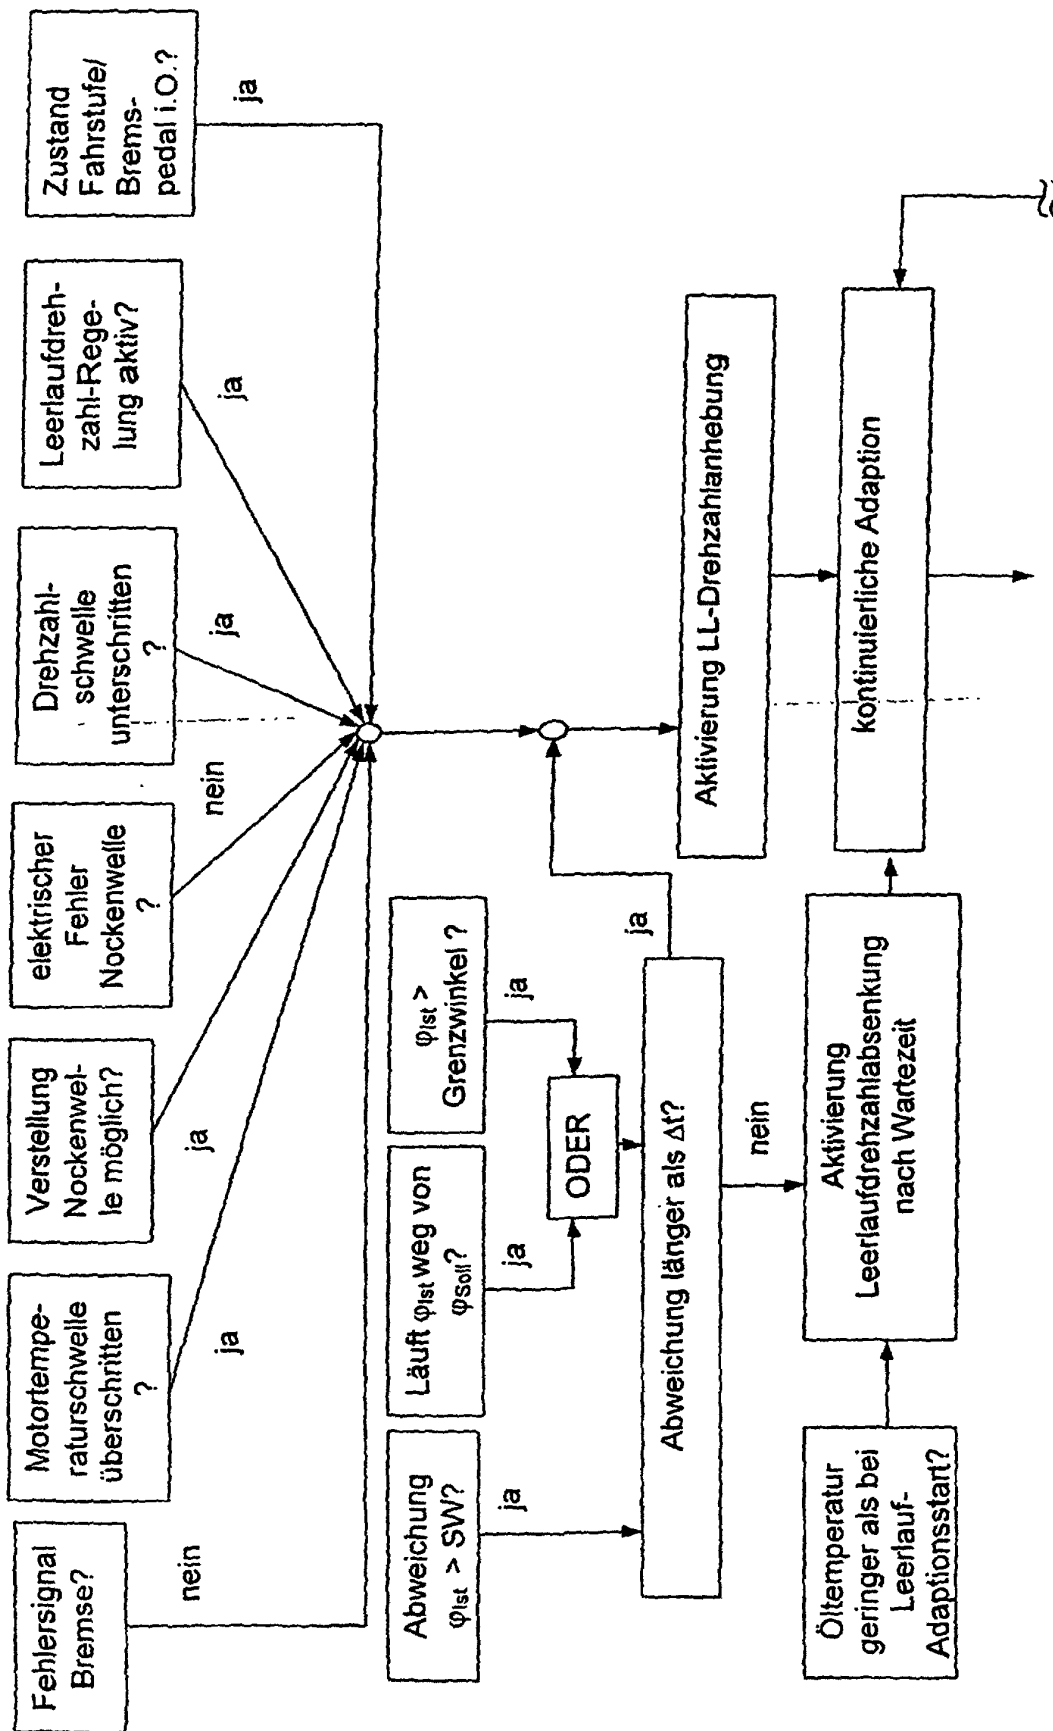 Fehlersignal
Bremse?
nein
Motortempe-
raturschwelle
überschritten
?
ja
Verstellung
Nockenwel-
le möglich?
ja
elektrischer
Fehler
Nockenwelle
?
nein
Drehzahl-
schwelle
unterschritten
?
ja
Leerlaufdreh-
zahl-Rege-
lung aktiv?
ja
Zustand
Fahrstufe/
Brems-
pedal i.O.?
ja
Abweichung
φIst > SW?
ja
Läuft φIst weg von
φSoll?
ja
φIst >
Grenzwinkel ?
ja
ODER
Abweichung länger als Δt?
ja
nein
Aktivierung LL-Drehzahlanhebung
Öltemperatur
geringer als bei
Leerlauf-
Adaptionsstart?
Aktivierung
Leerlaufdrehzahlabsenkung
nach Wartezeit
kontinuierliche Adaption